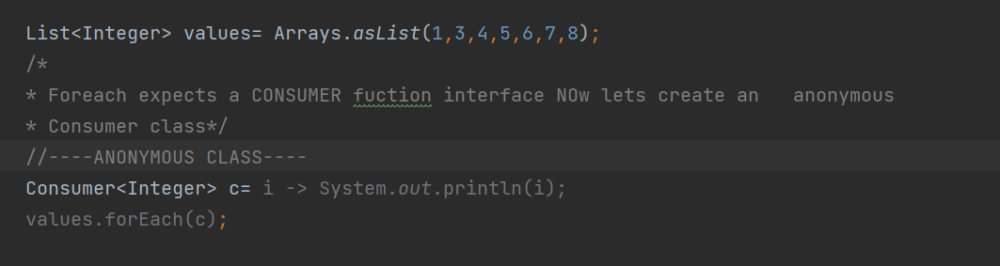 List<Integer> values= Arrays.asList(1,3,4,5,6,7,8);
/*
* Foreach expects a CONSUMER fuction interface NOw lets create an   anonymous
* Consumer class*/
//----ANONYMOUS CLASS----
Consumer<Integer> c= i -> System.out.println(i);
values.forEach(c);